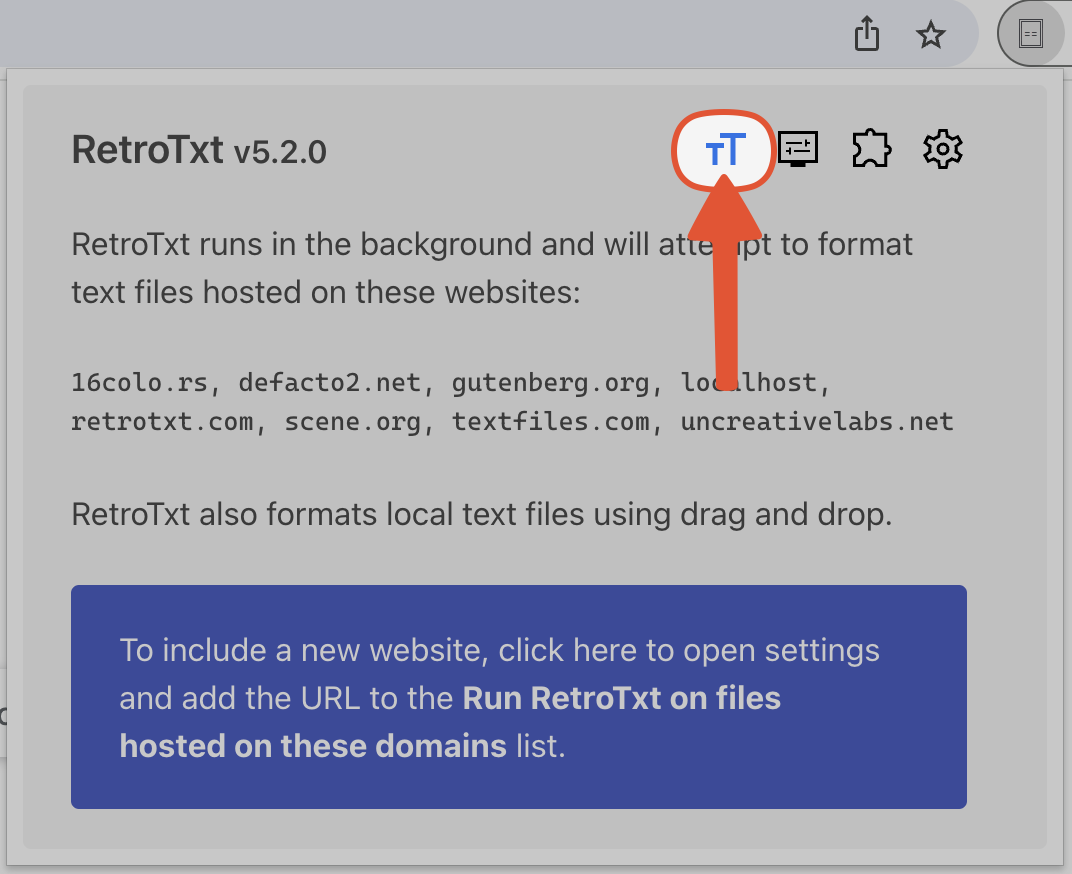 RetroTxt v5.2.0
TT
RetroTxt runs in the background and will attempt to format
text files hosted on these websites:
16colo.rs, defacto2.net, gutenberg.org, localhost,
retrotxt.com, scene.org, textfiles.com, uncreativelabs.net
RetroTxt also formats local text files using drag and drop.
To include a new website, click here to open settings
and add the URL to the Run RetroTxt on files
hosted on these domains list.